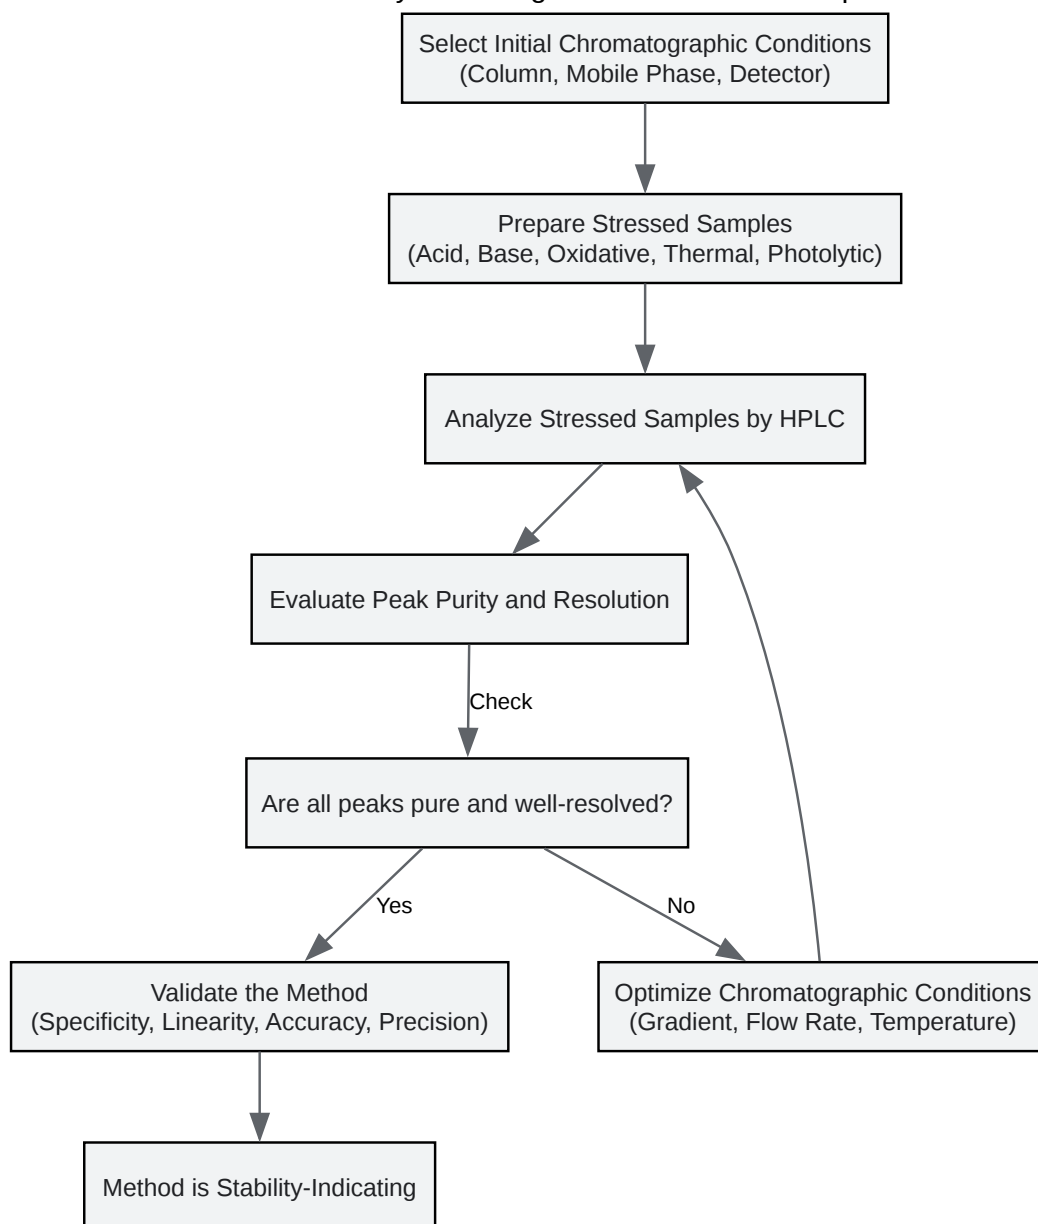 Select Initial Chromatographic Conditions
(Column, Mobile Phase, Detector)
Prepare Stressed Samples
(Acid, Base, Oxidative, Thermal, Photolytic)
Analyze Stressed Samples by HPLC
Evaluate Peak Purity and Resolution
Check
Are all peaks pure and well-resolved?
Yes
No
Validate the Method
(Specificity, Linearity, Accuracy, Precision)
Optimize Chromatographic Conditions
(Gradient, Flow Rate, Temperature)
Method is Stability-Indicating